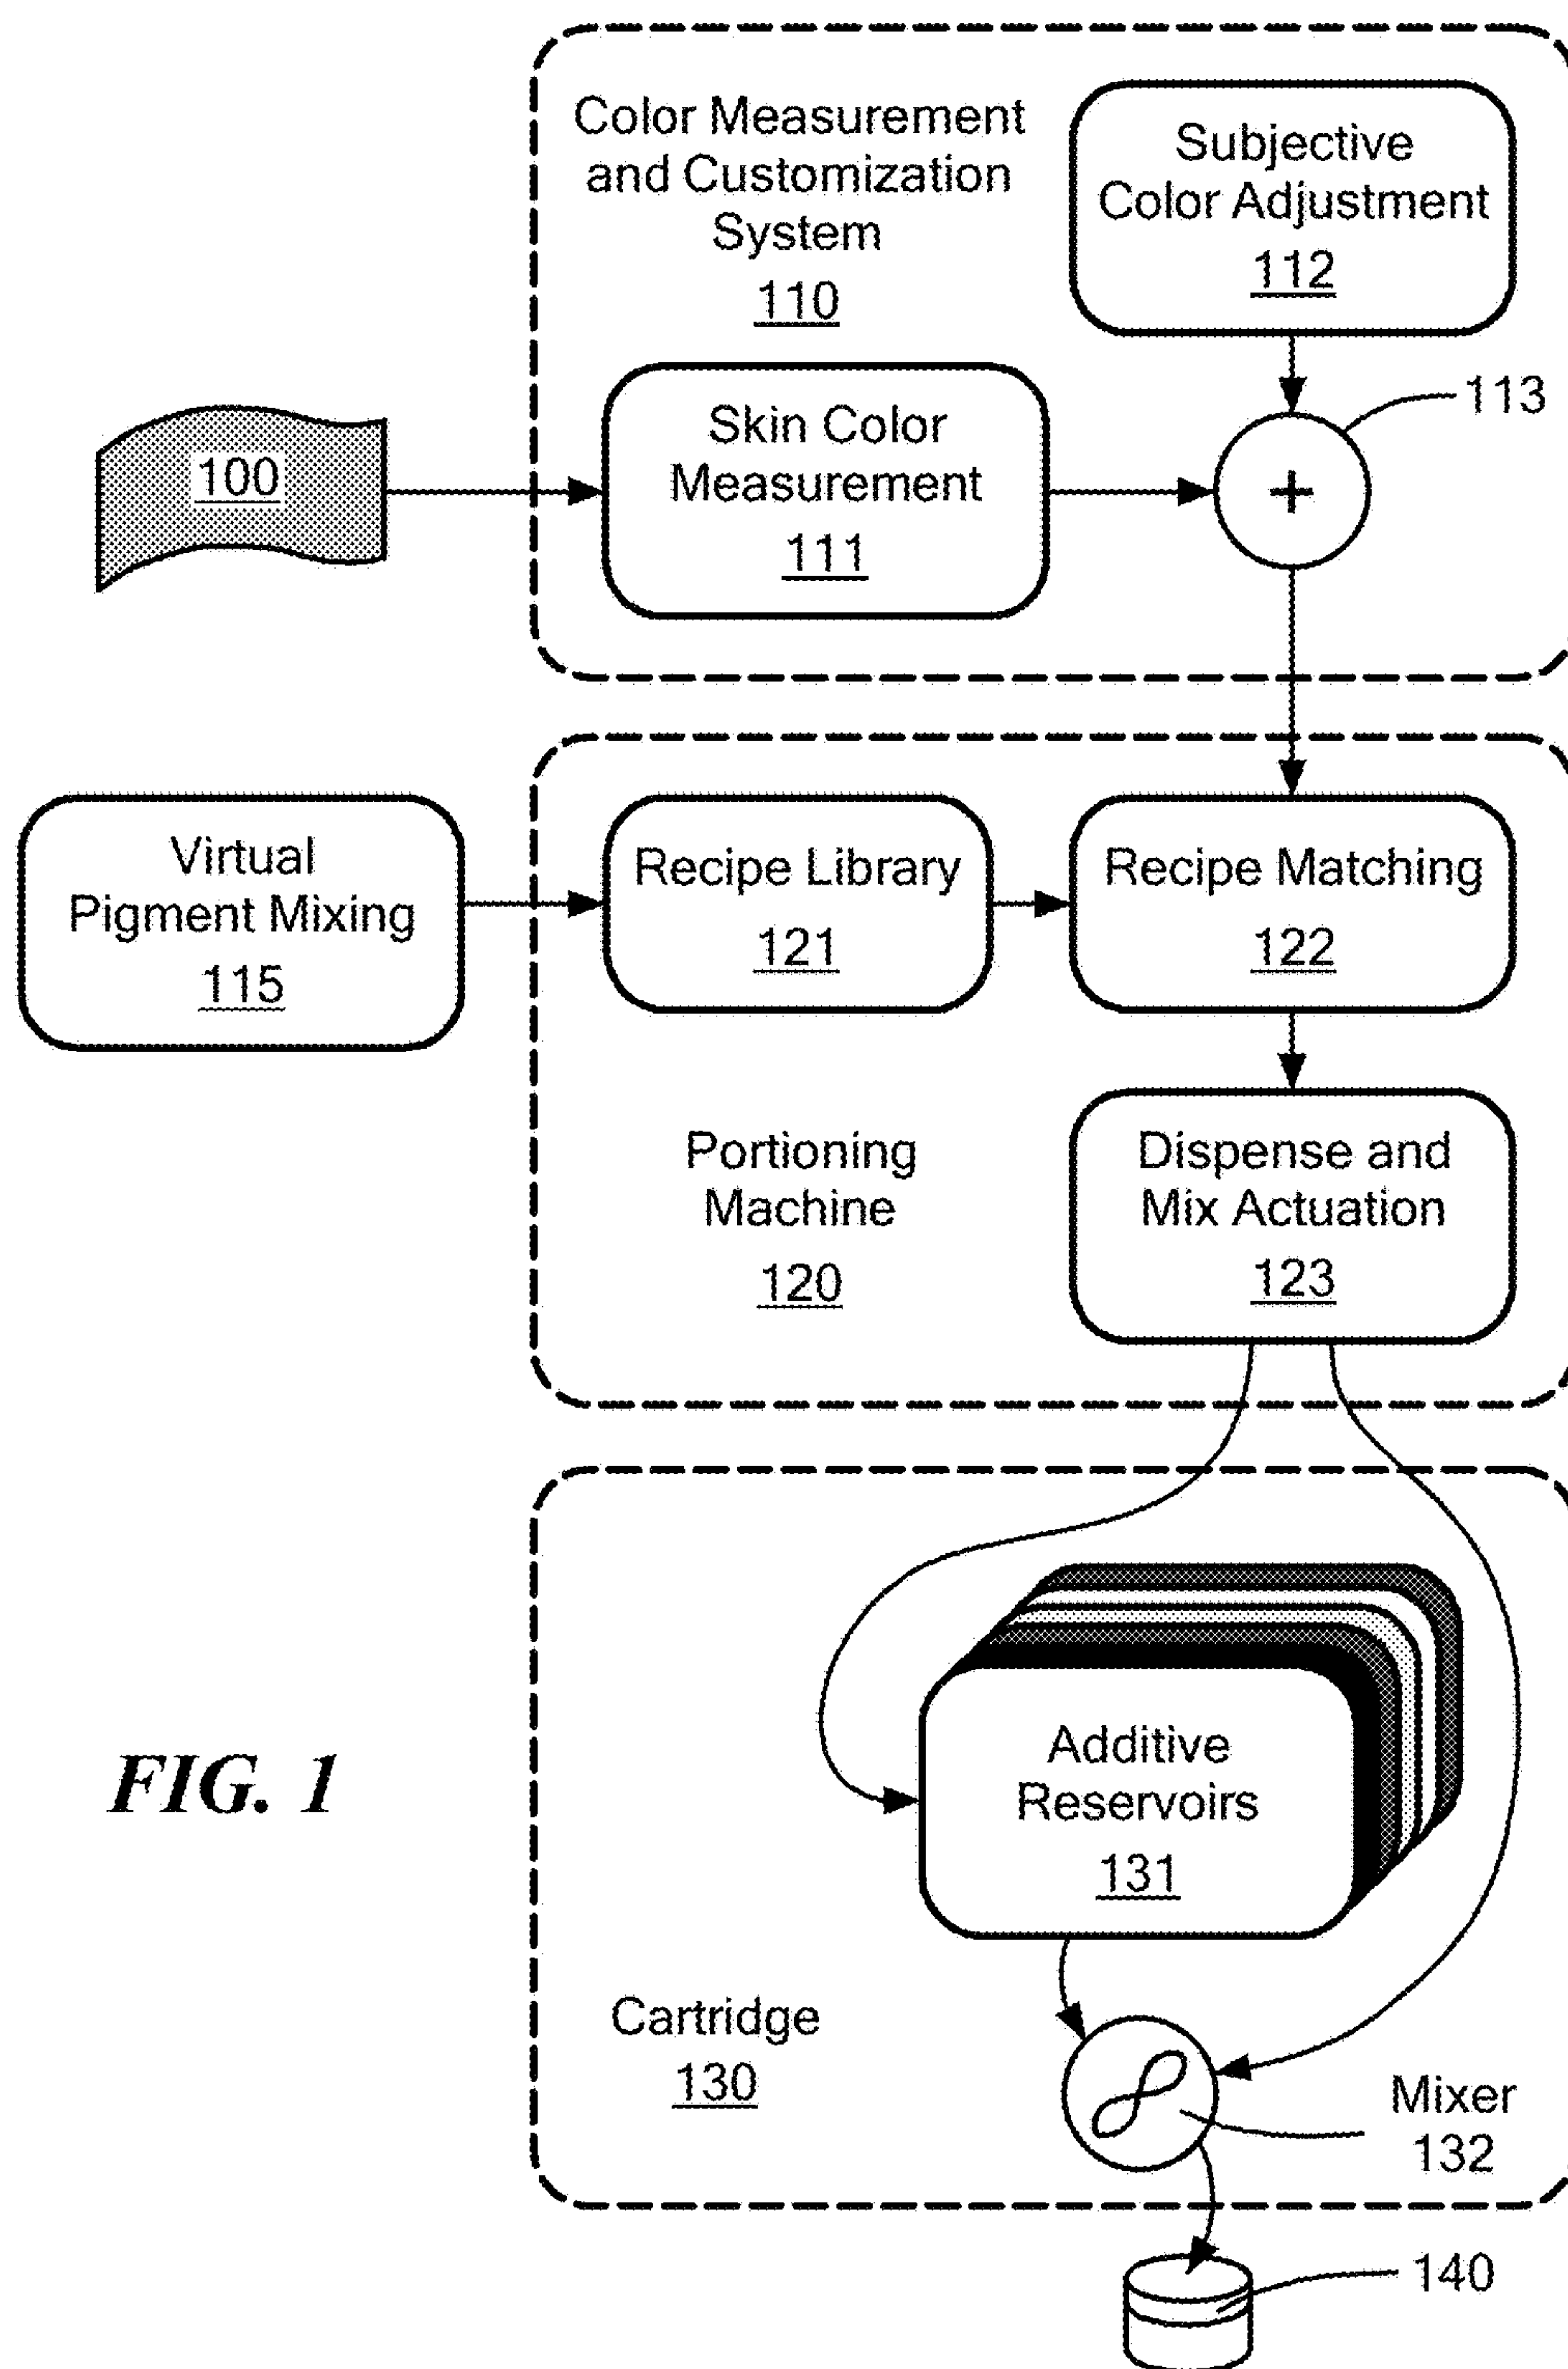 Color Measurement
and Customization
System
110
Subjective
Color Adjustment
112
113
100
Skin Color
Measurement
111
+
Virtual
Pigment Mixing
115
Recipe Library
121
Recipe Matching
122
Portioning
Machine
120
Dispense and
Mix Actuation
123
FIG. 1
Additive
Reservoirs
131
Cartridge
130
Mixer
132
140